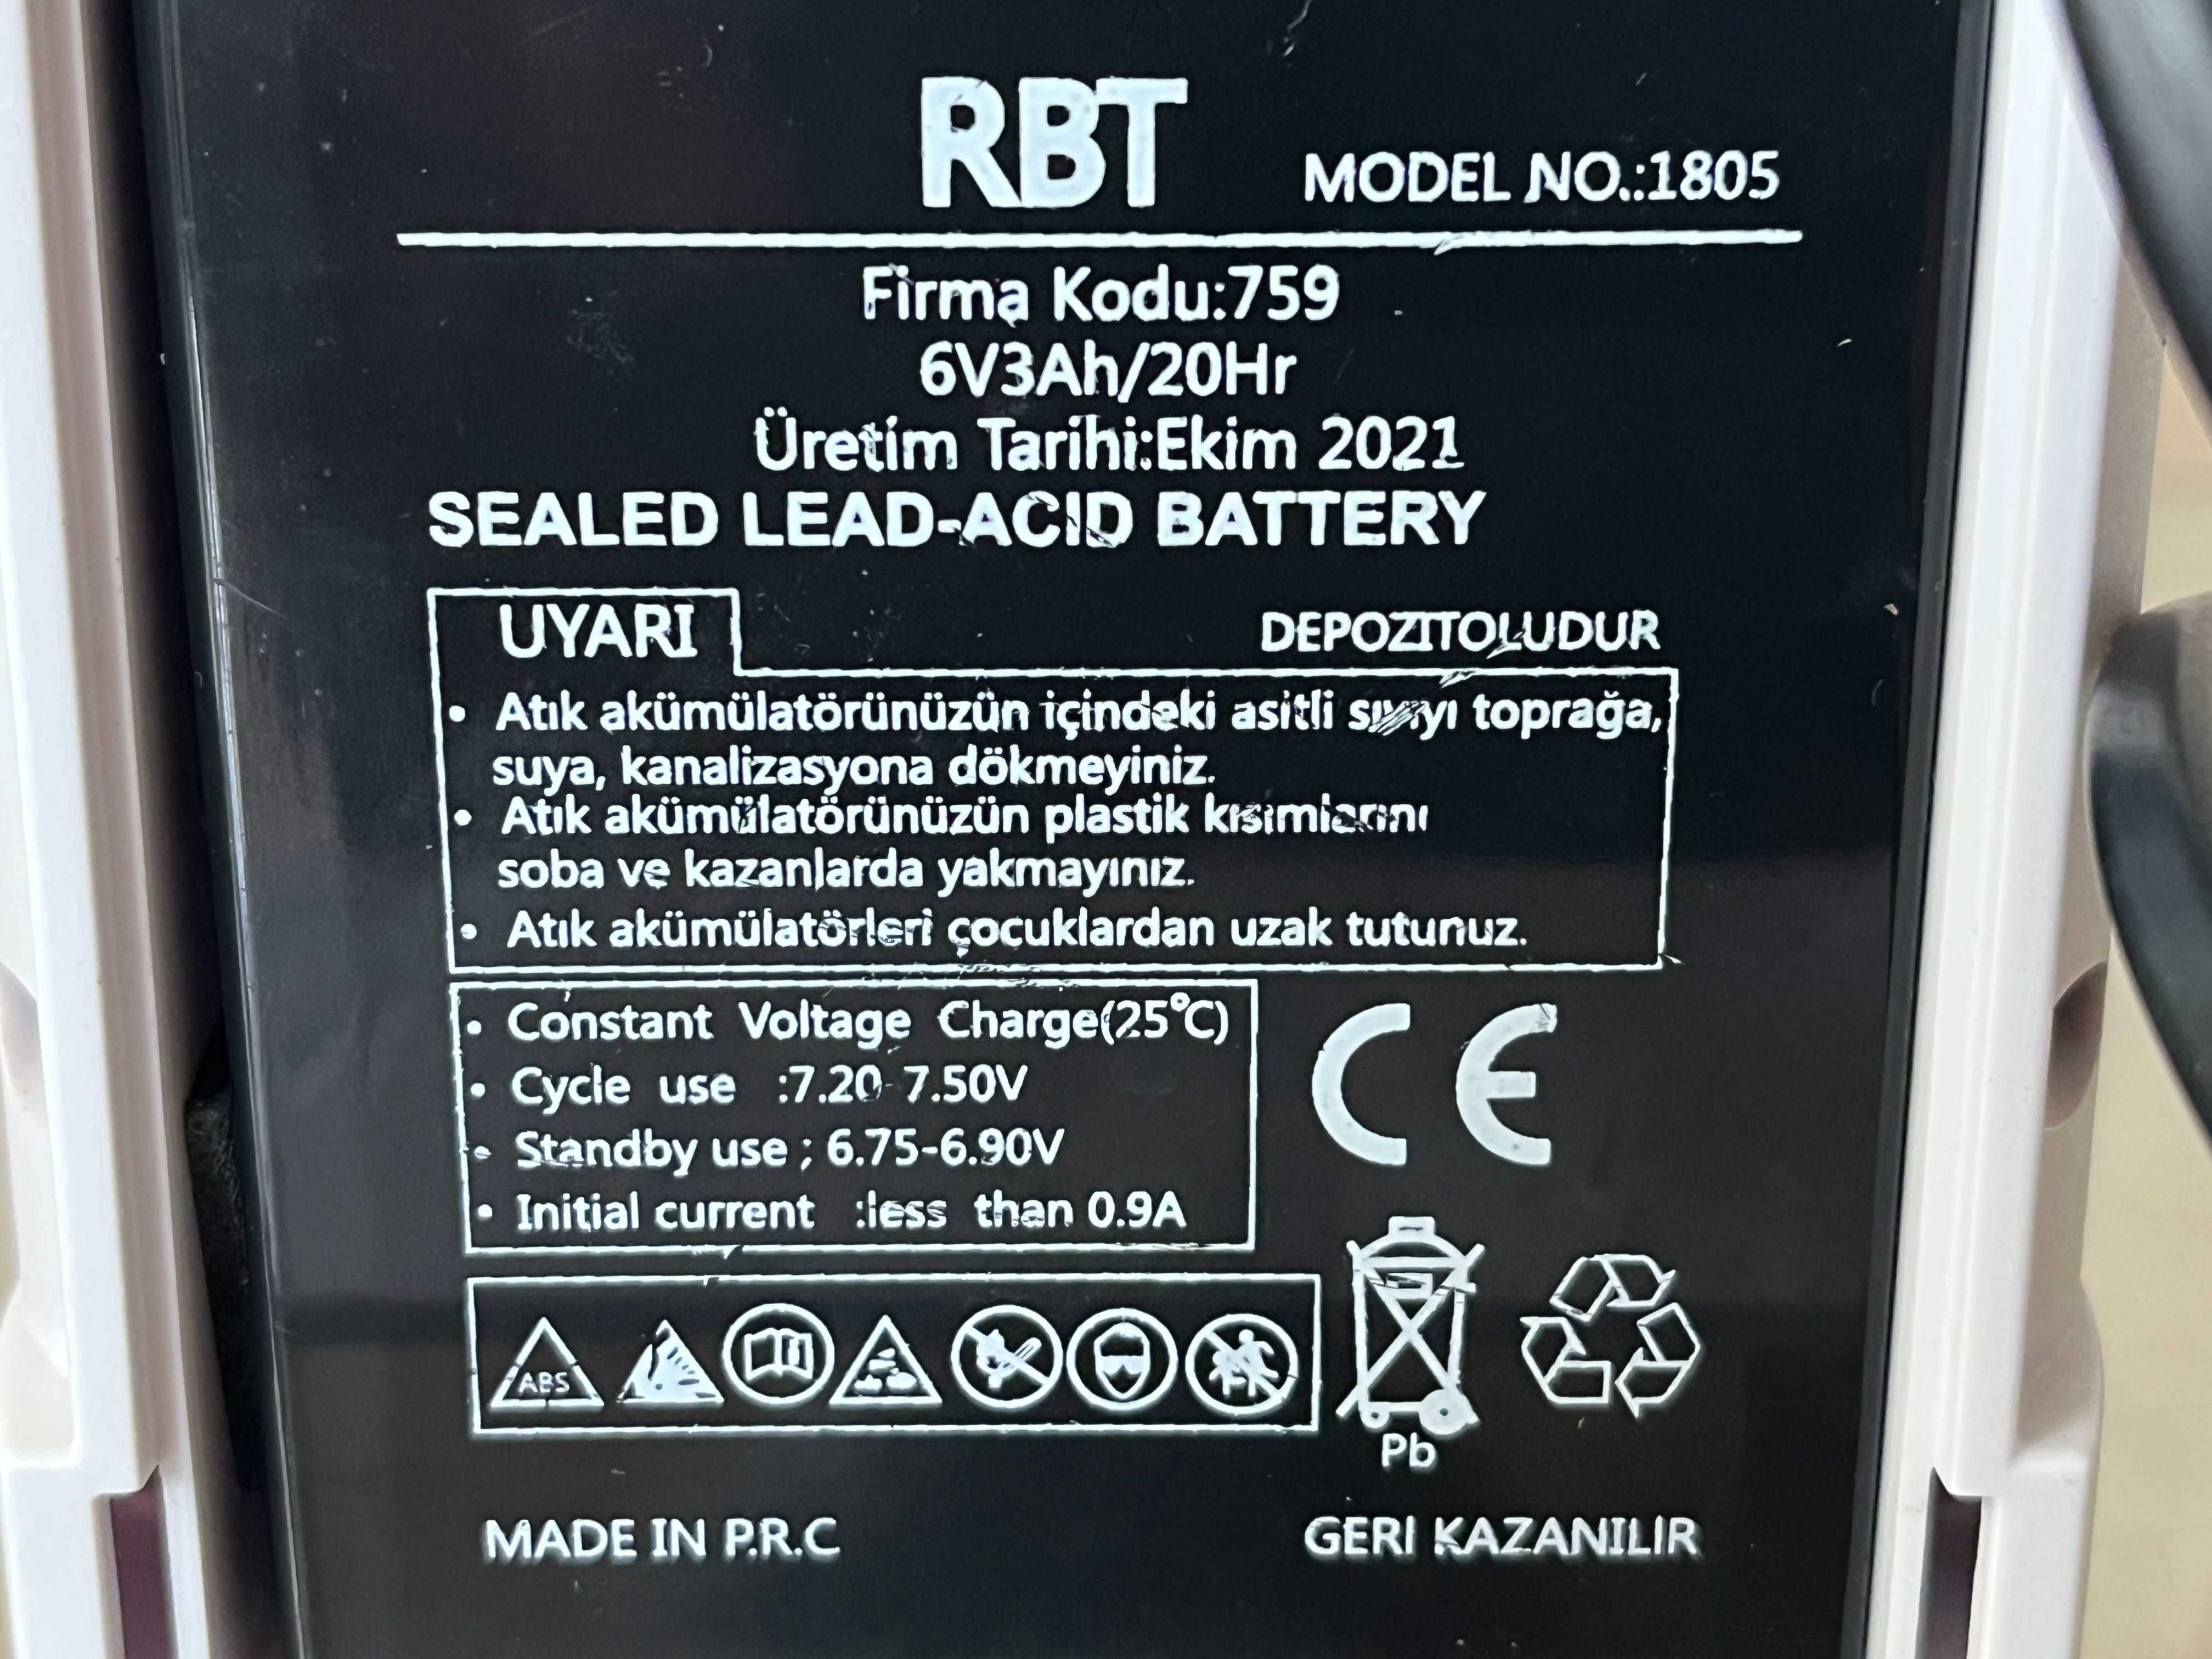 RBT
MODEL NO.:1805
Firma Kodu:759
6V3Ah/20Hr
Üretim Tarihi:Ekim 2021
SEALED LEAD-ACID BATTERY
UYARI
DEPOZITOLUDUR
• Atık akümülatörünüzün içindeki asitli sıvıyı toprağa,
suya, kanalizasyona dökmeyiniz.
• Atık akümülatörünüzün plastik kısımlarını
soba ve kazanlarda yakmayınız.
• Atık akümülatörleri çocuklardan uzak tutunuz.
• Constant Voltage Charge(25℃)
• Cycle use :7.20-7.50V
• Standby use ; 6.75-6.90V
• Initial current :less than 0.9A
CE
ABS
Pb
MADE IN P.R.C
GERİ KAZANILIR